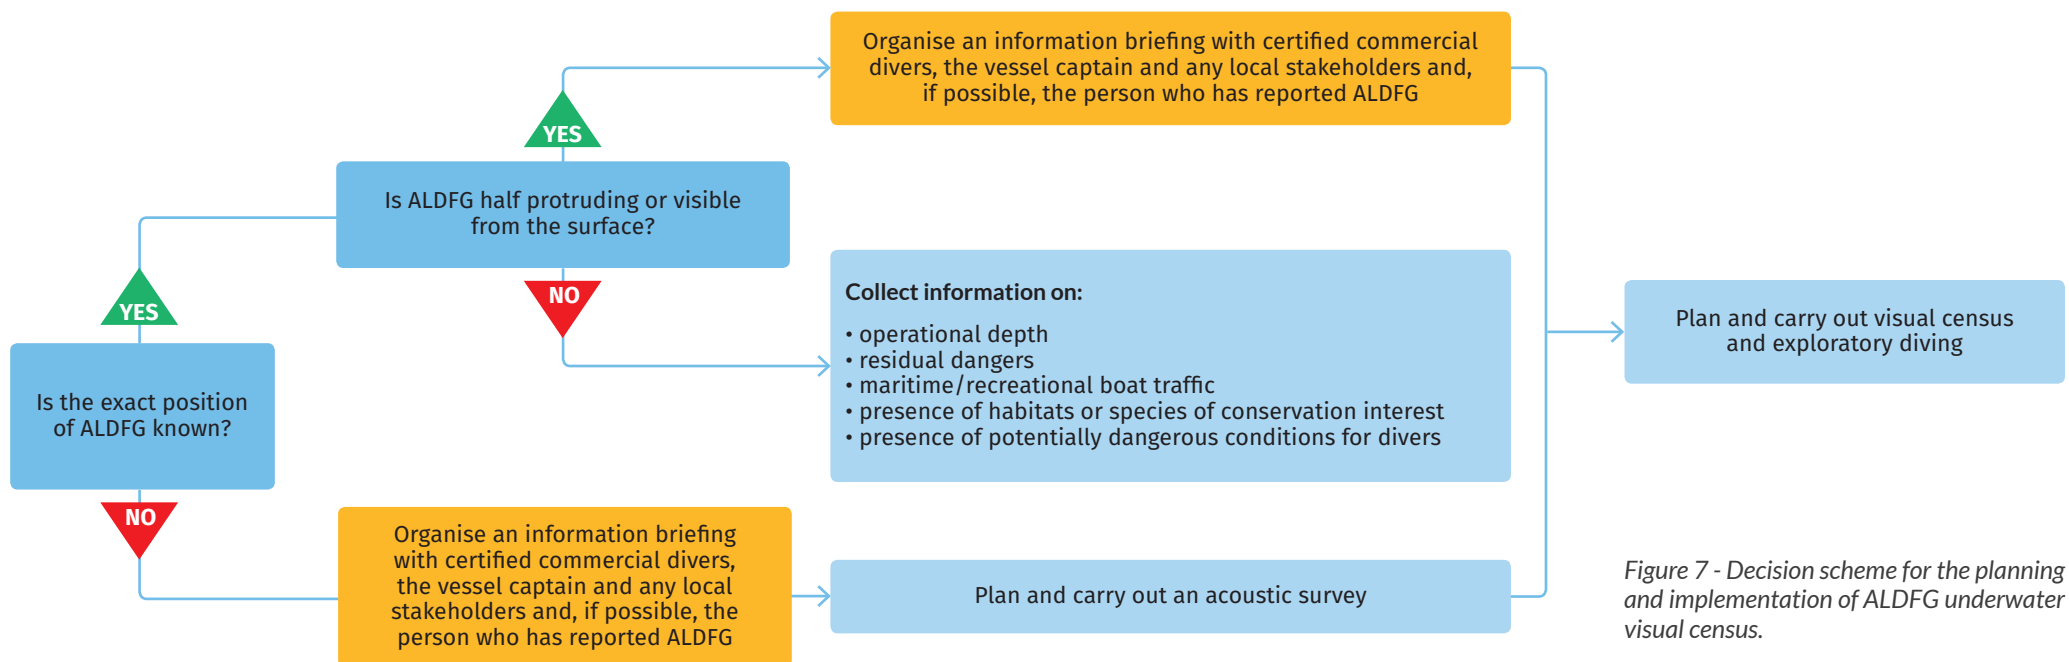 Organise an information briefing with certified commercial
divers, the vessel captain and any local stakeholders and,
if possible, the person who has reported ALDFG
YES
Is ALDFG half protruding or visible
from the surface?
NO
Collect information on:
• operational depth
• residual dangers
• maritime/recreational boat traffic
• presence of habitats or species of conservation interest
• presence of potentially dangerous conditions for divers
YES
Is the exact position
of ALDFG known?
NO
Organise an information briefing
with certified commercial divers,
the vessel captain and any local
stakeholders and, if possible, the
person who has reported ALDFG
Plan and carry out an acoustic survey
Plan and carry out visual census
and exploratory diving
Figure 7 - Decision scheme for the planning
and implementation of ALDFG underwater
visual census.